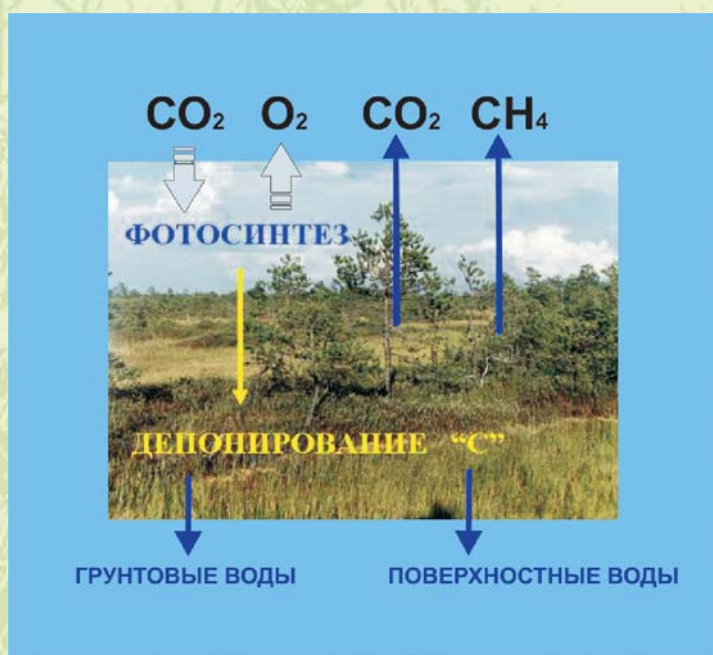 CO₂ O₂ CO₂ CH₄
ФОТОСИНТЕЗ
ДЕПОНИРОВАНИЕ “С”
ГРУНТОВЫЕ ВОДЫ ПОВЕРХНОСТНЫЕ ВОДЫ